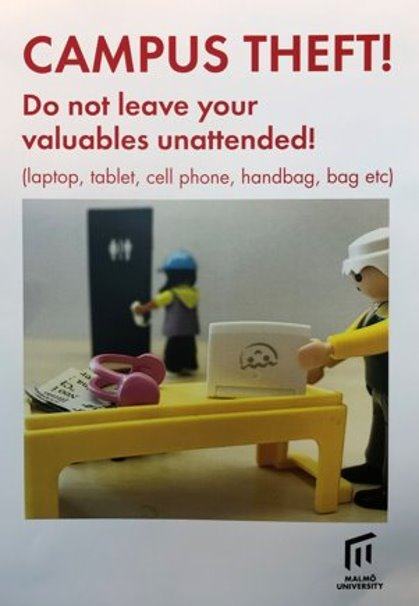 CAMPUS THEFT!
Do not leave your
valuables unattended!
(laptop, tablet, cell phone, handbag, bag etc)
MALMÖ
UNIVERSITY